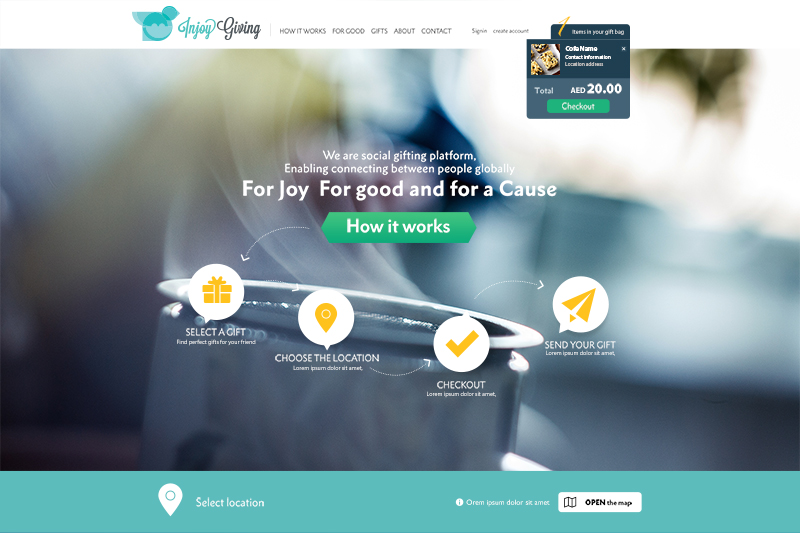 Injoy Giving
HOW IT WORKS FOR GOOD GIFTS ABOUT CONTACT
Signin create account
1 Items in your gift bag
Cofe Name
Contact information
Location address
Total AED 20.00
Checkout
We are social gifting platform,
Enabling connecting between people globally
For Joy For good and for a Cause
How it works
SELECT A GIFT
Find perfect gifts for your friend
CHOOSE THE LOCATION
Lorem ipsum dolor sit amet,
CHECKOUT
Lorem ipsum dolor sit amet,
SEND YOUR GIFT
Lorem ipsum dolor sit amet,
Select location
Orem ipsum dolor sit amet
OPEN the map